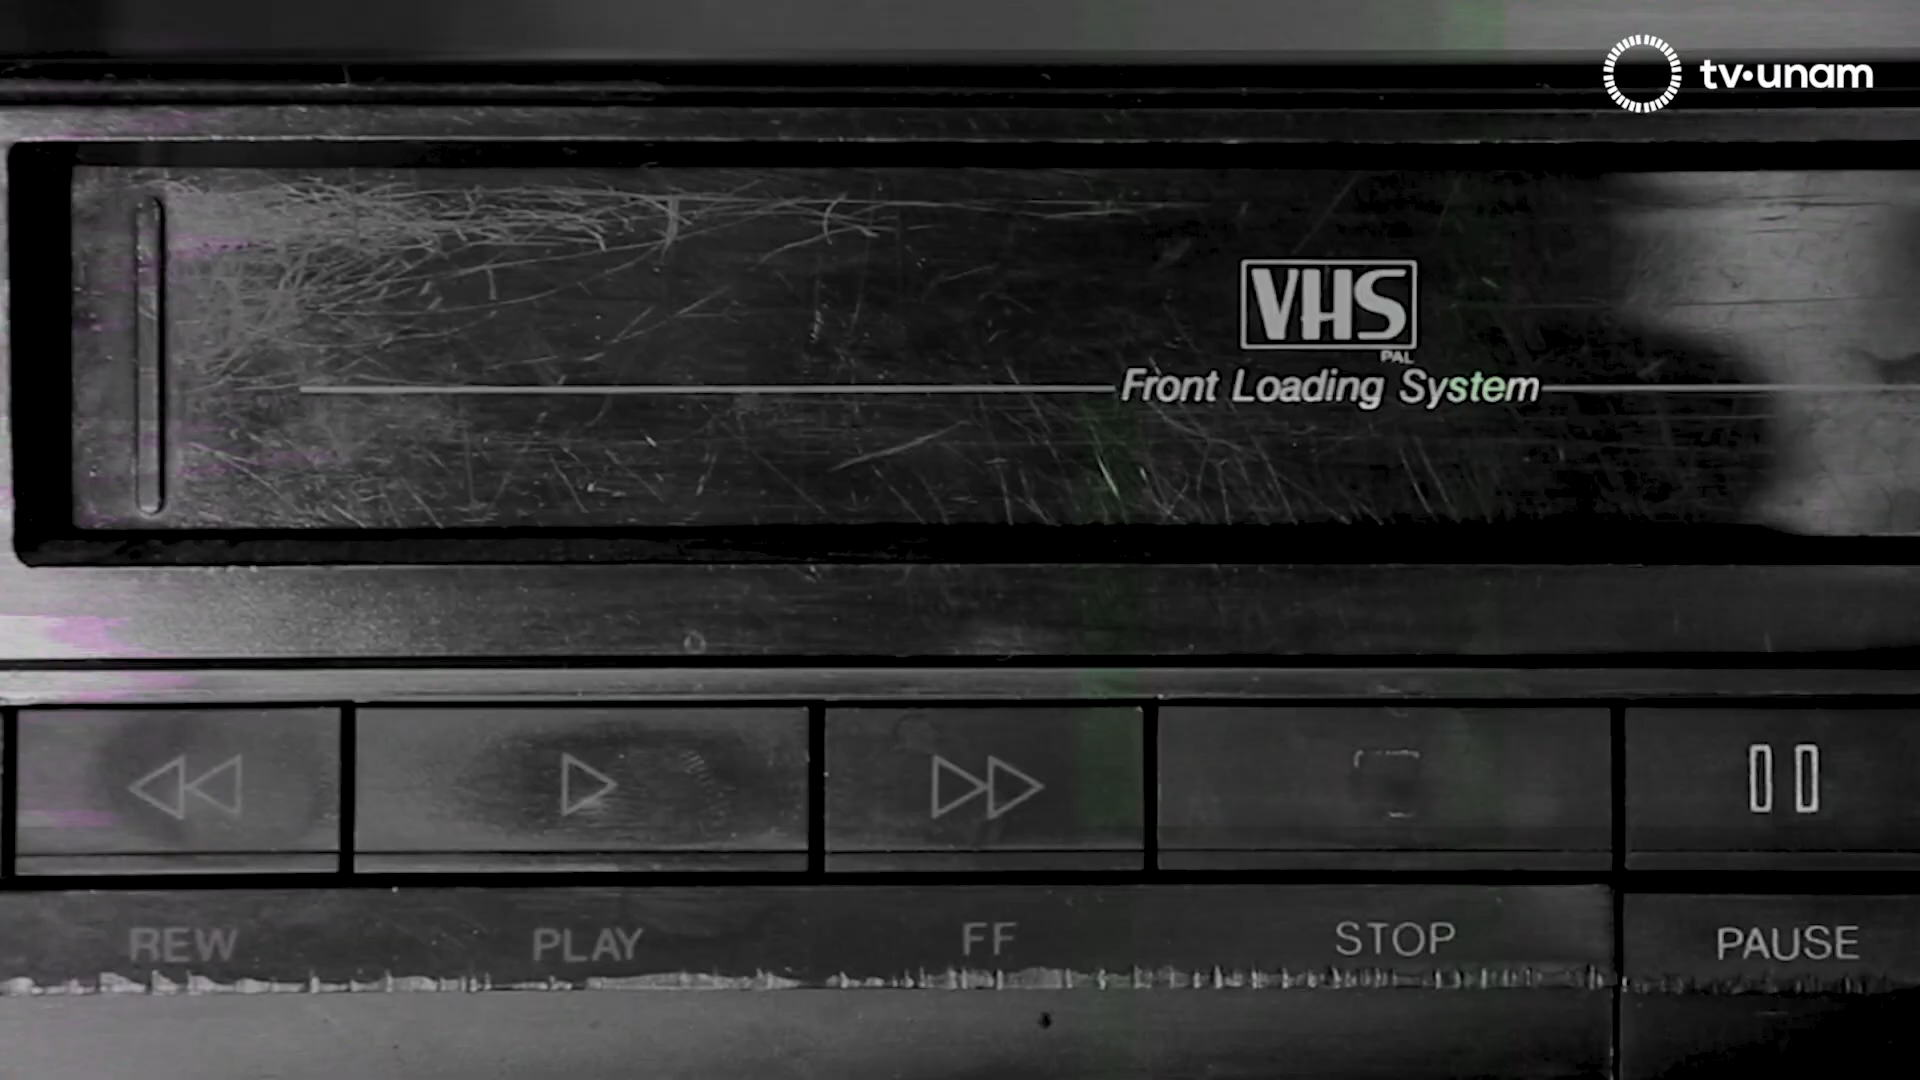 tv·unam
VHS
PAL
Front Loading System
REW
PLAY
FF
STOP
PAUSE